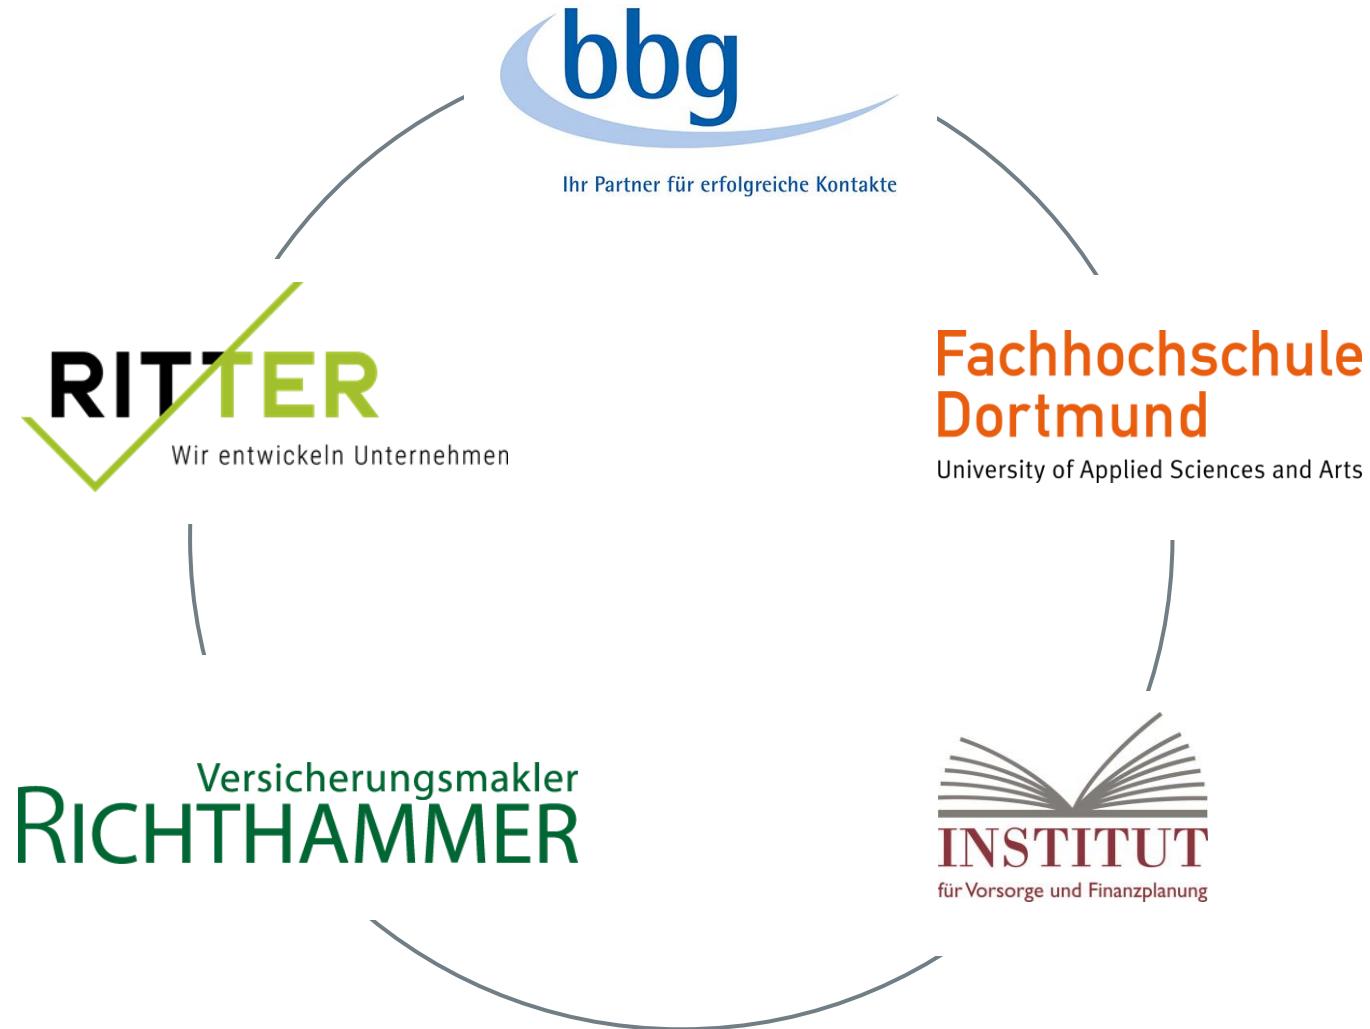 bbg
Ihr Partner für erfolgreiche Kontakte
RITTER
Wir entwickeln Unternehmen
Fachhochschule
Dortmund
University of Applied Sciences and Arts
Versicherungsmakler
RICHTHAMMER
INSTITUT
für Vorsorge und Finanzplanung